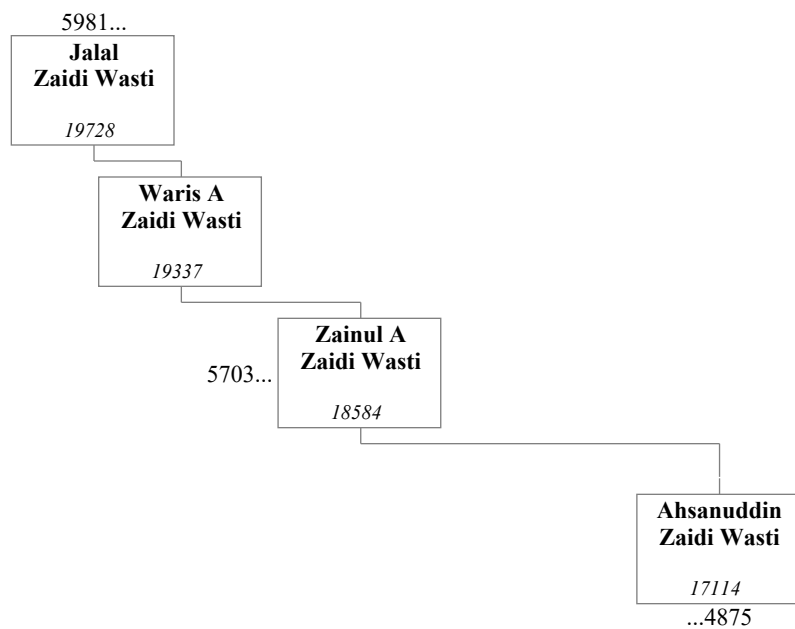 5981...
Jalal
Zaidi Wasti
19728
Waris A
Zaidi Wasti
19337
Zainul A
Zaidi Wasti
5703...
18584
Ahsanuddin
Zaidi Wasti
17114
...4875